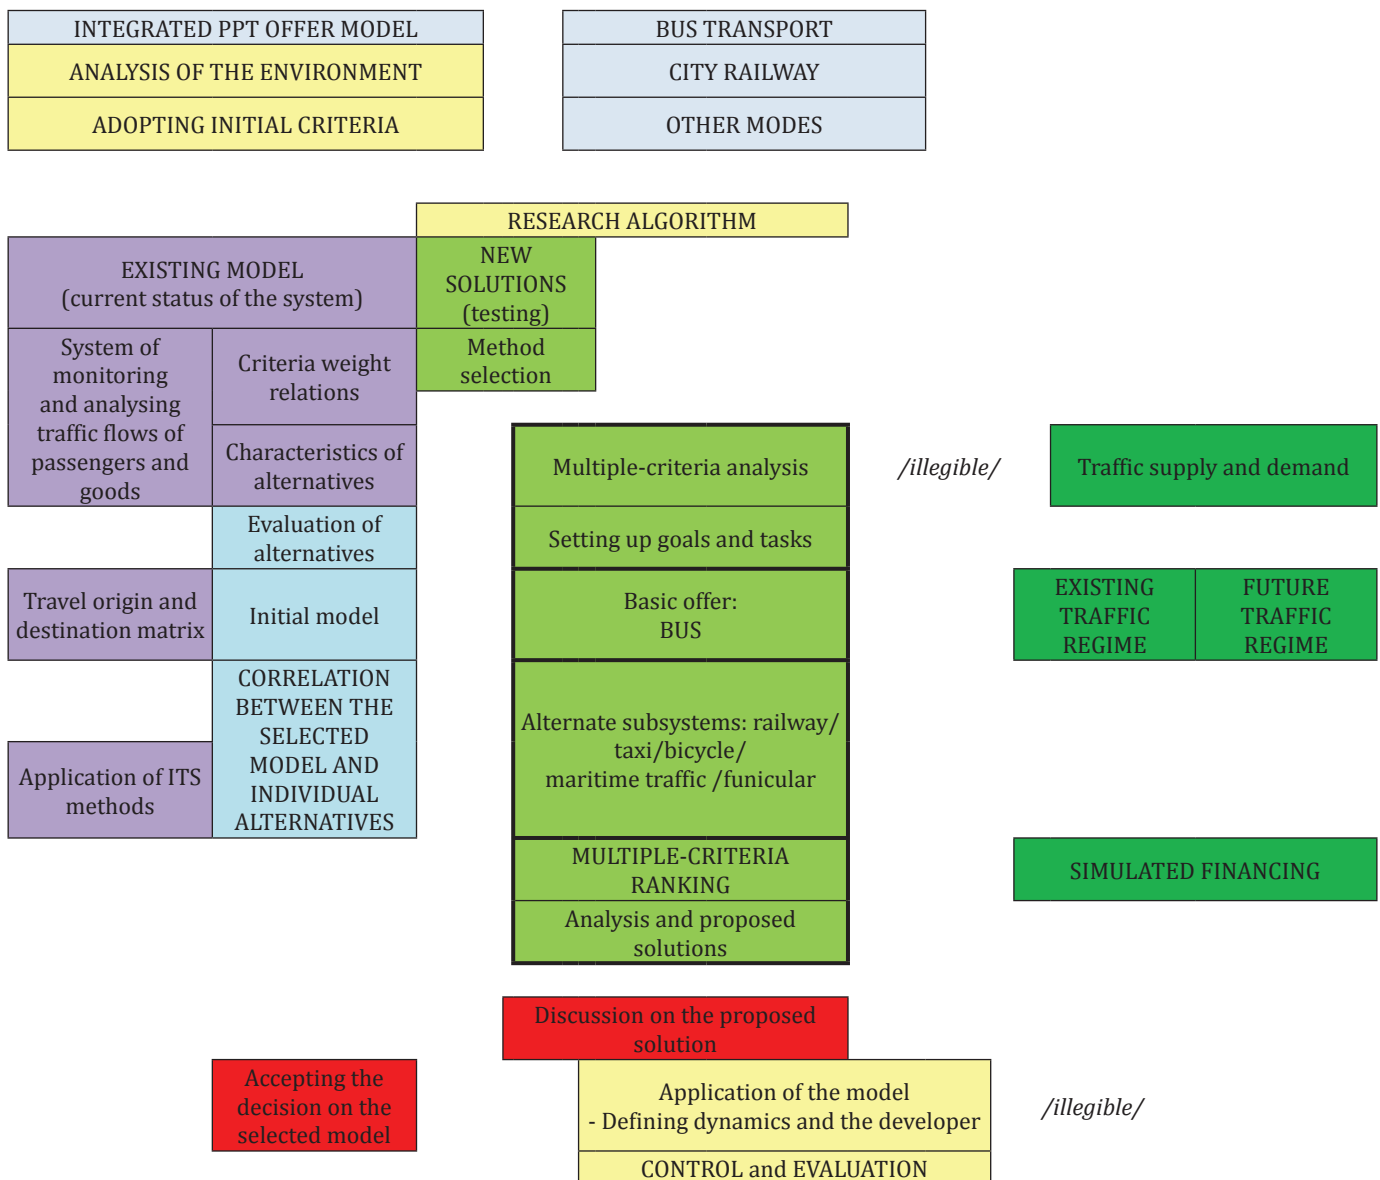 INTEGRATED PPT OFFER MODEL
ANALYSIS OF THE ENVIRONMENT
ADOPTING INITIAL CRITERIA
BUS TRANSPORT
CITY RAILWAY
OTHER MODES
RESEARCH ALGORITHM
EXISTING MODEL
(current status of the system)
NEW
SOLUTIONS
(testing)
System of
monitoring
and analysing
traffic flows of
passengers and
goods
Criteria weight
relations
Method
selection
Characteristics of
alternatives
Multiple-criteria analysis
/illegible/
Traffic supply and demand
Evaluation of
alternatives
Setting up goals and tasks
Travel origin and
destination matrix
Initial model
Basic offer:
BUS
EXISTING
TRAFFIC
REGIME
FUTURE
TRAFFIC
REGIME
CORRELATION
BETWEEN THE
SELECTED
MODEL AND
INDIVIDUAL
ALTERNATIVES
Alternate subsystems: railway/
taxi/bicycle/
maritime traffic /funicular
Application of ITS
methods
MULTIPLE-CRITERIA
RANKING
SIMULATED FINANCING
Analysis and proposed
solutions
Discussion on the proposed
solution
Accepting the
decision on the
selected model
Application of the model
- Defining dynamics and the developer
/illegible/
CONTROL and EVALUATION